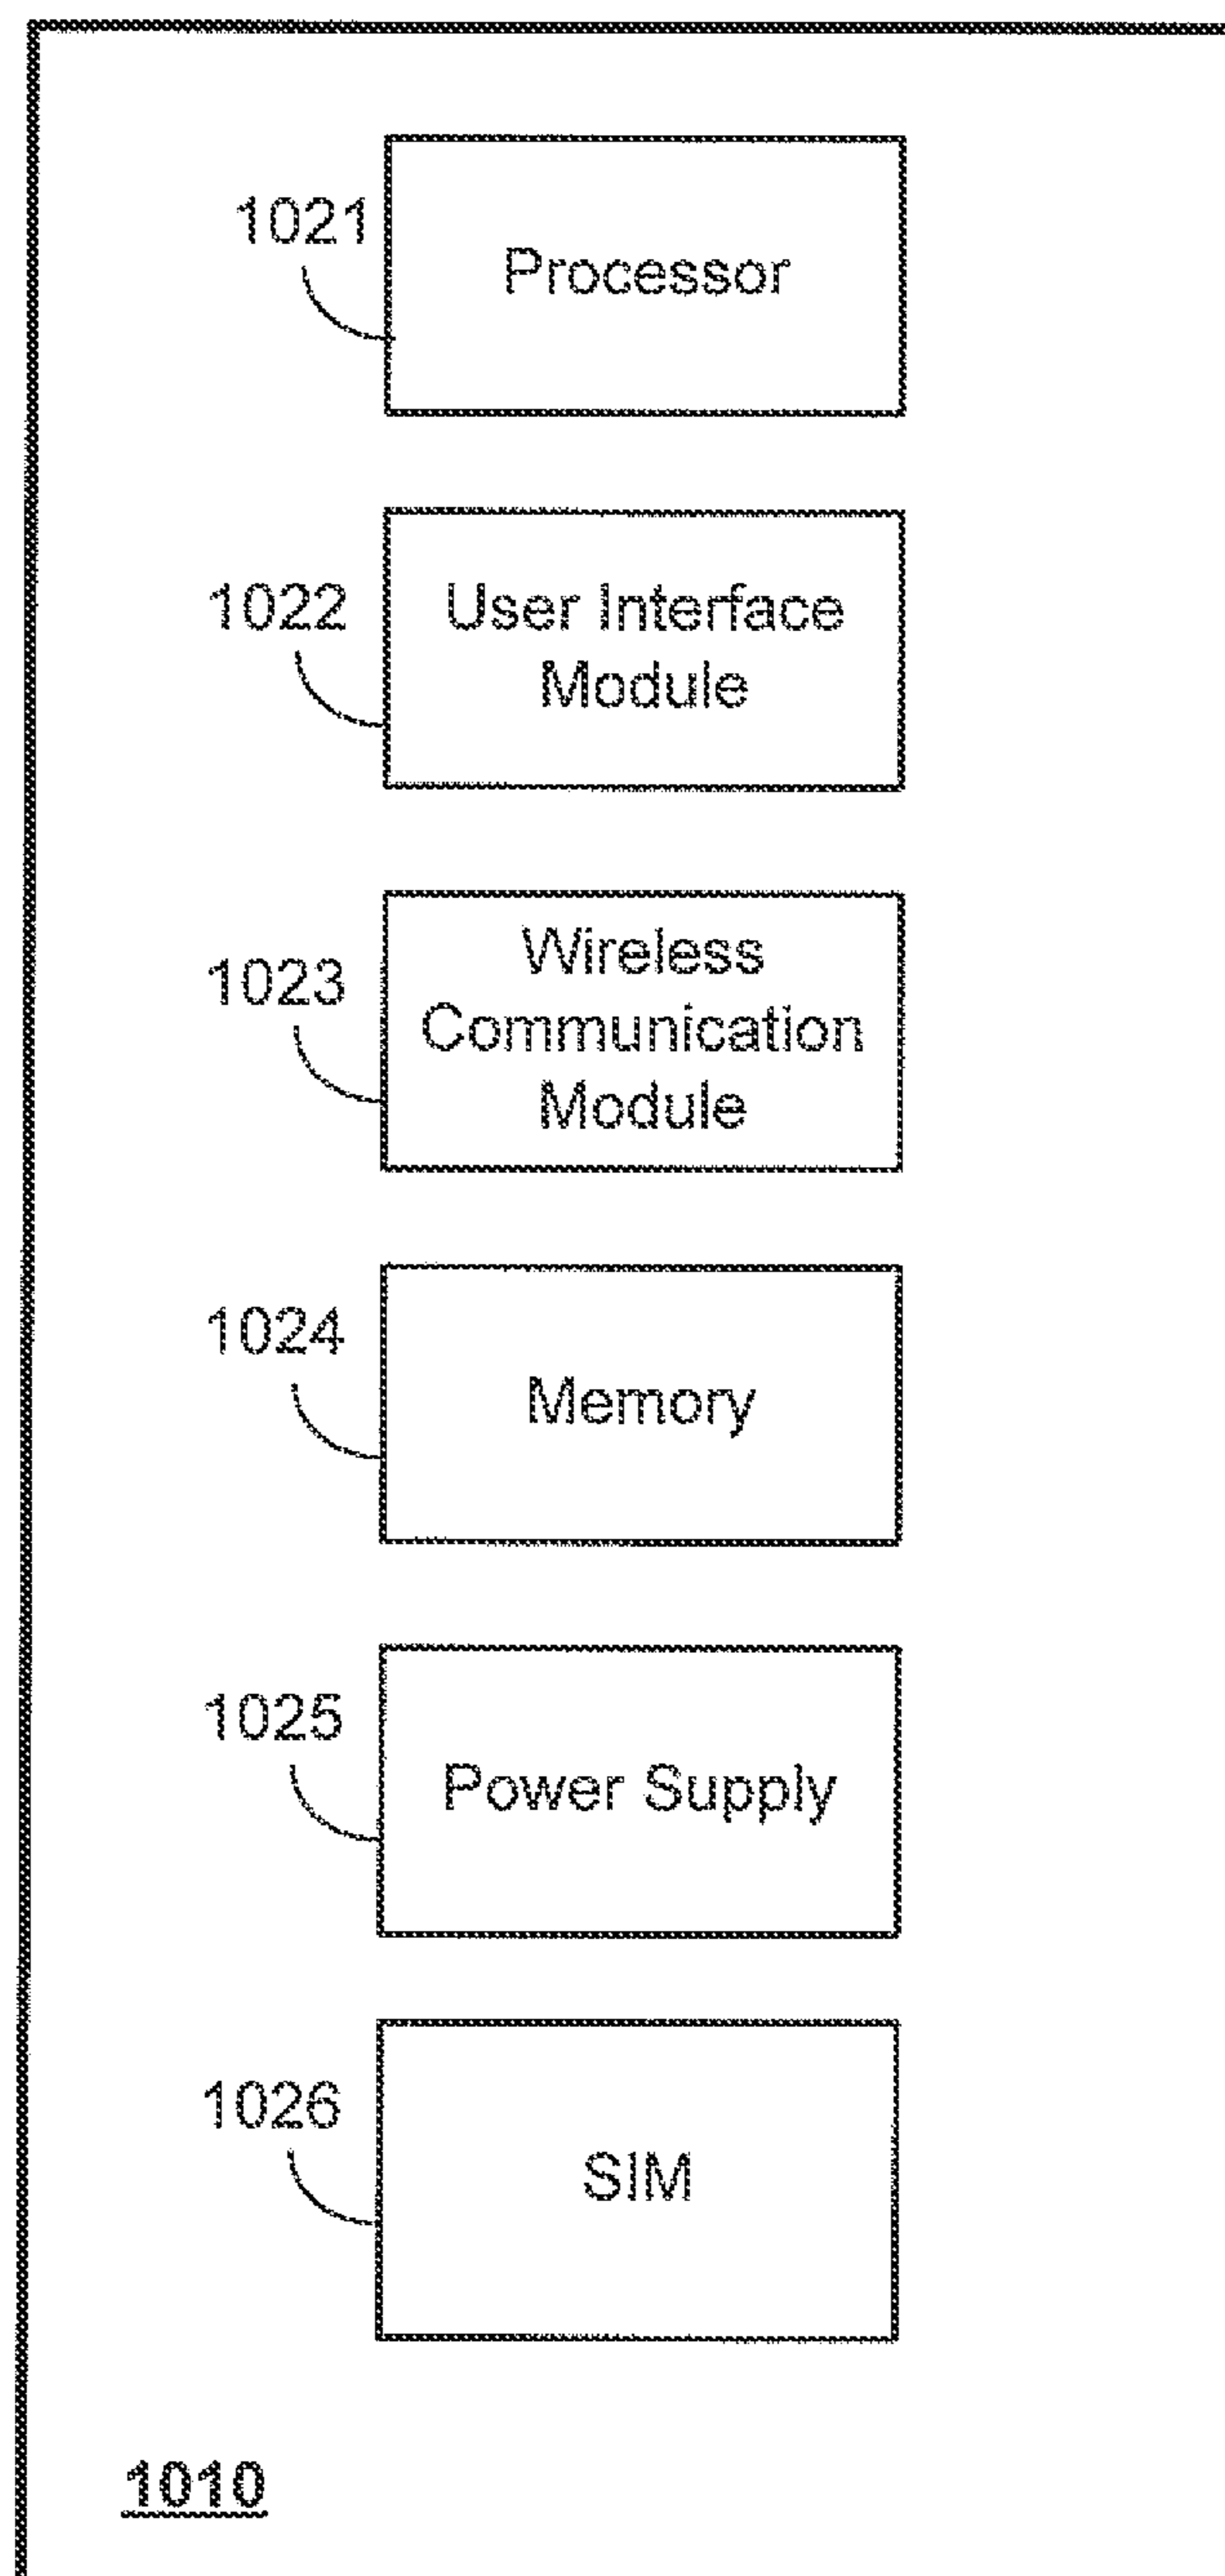 1021
Processor
1022
User Interface
Module
1023
Wireless
Communication
Module
1024
Memory
1025
Power Supply
1026
SIM
1010